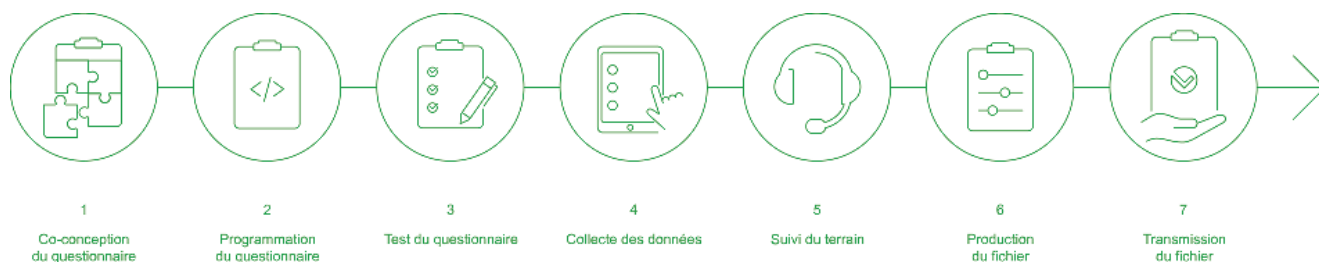 </>
1
Co-conception
du questionnaire
2
Programmation
du questionnaire
3
Test du questionnaire
4
Collecte des données
5
Suivi du terrain
6
Production
du fichier
7
Transmission
du fichier